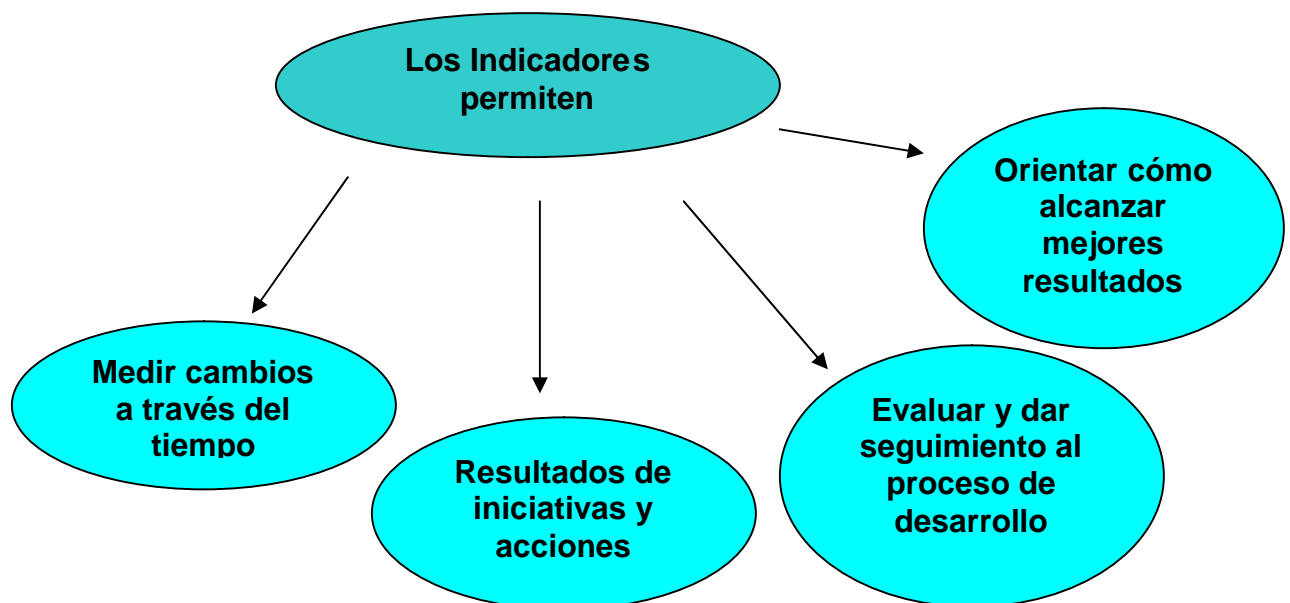 Los Indicadores
permiten
Orientar cómo
alcanzar
mejores
resultados
Medir cambios
a través del
tiempo
Resultados de
iniciativas y
acciones
Evaluar y dar
seguimiento al
proceso de
desarrollo